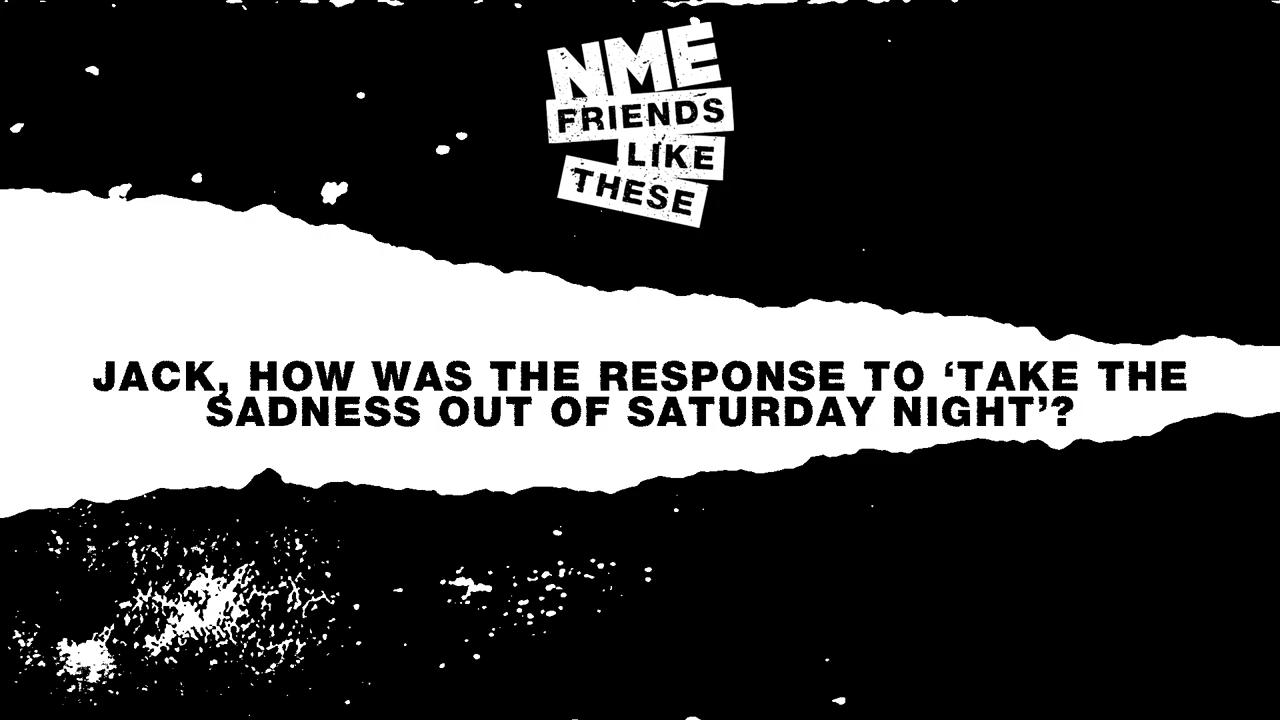 NME
FRIENDS
LIKE
THESE
JACK, HOW WAS THE RESPONSE TO ‘TAKE THE
SADNESS OUT OF SATURDAY NIGHT’?